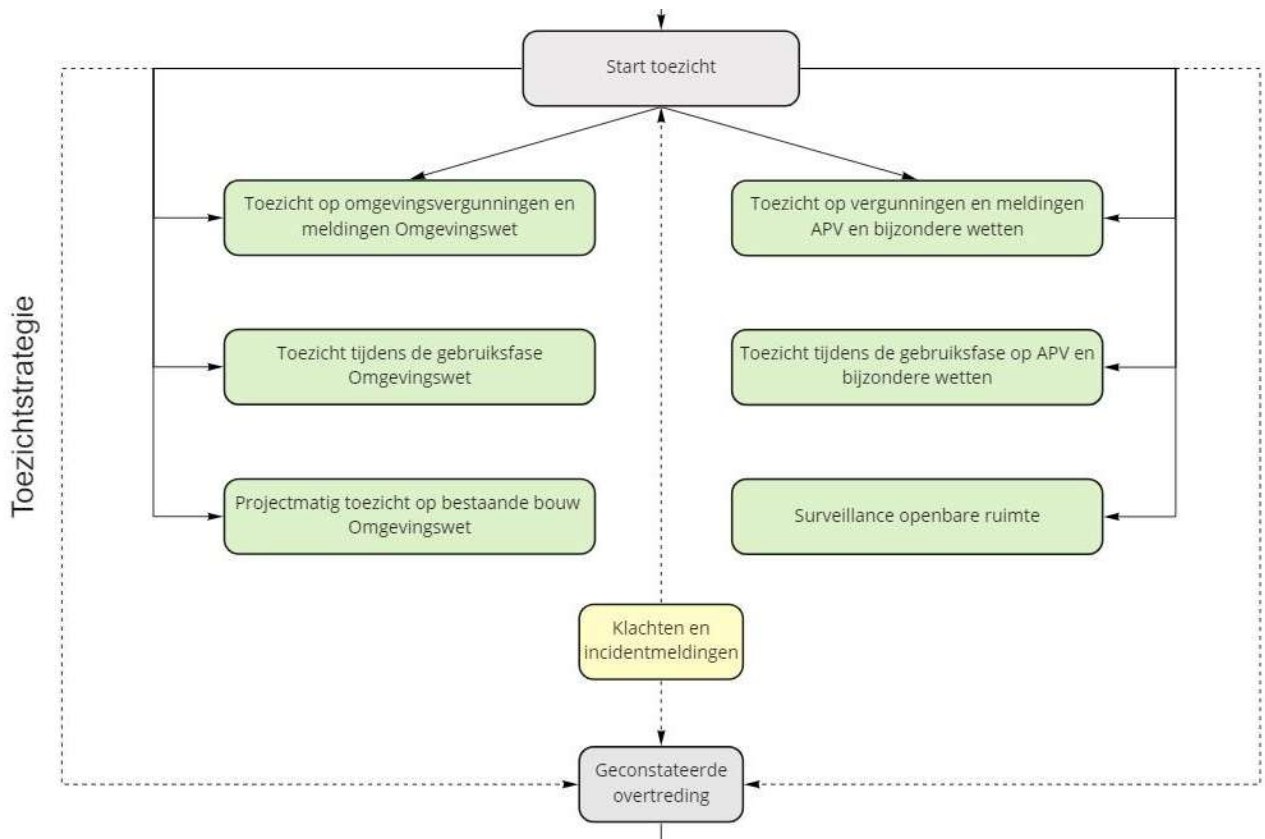 Start toezicht
Toezicht op omgevingsvergunningen en
meldingen Omgevingswet
Toezicht op vergunningen en meldingen
APV en bijzondere wetten
Toezichtstrategie
Toezicht tijdens de gebruiksfase
Omgevingswet
Toezicht tijdens de gebruiksfase op APV en
bijzondere wetten
Projectmatig toezicht op bestaande bouw
Omgevingswet
Surveillance openbare ruimte
Klachten en
incidentmeldingen
Geconstateerde
overtreding